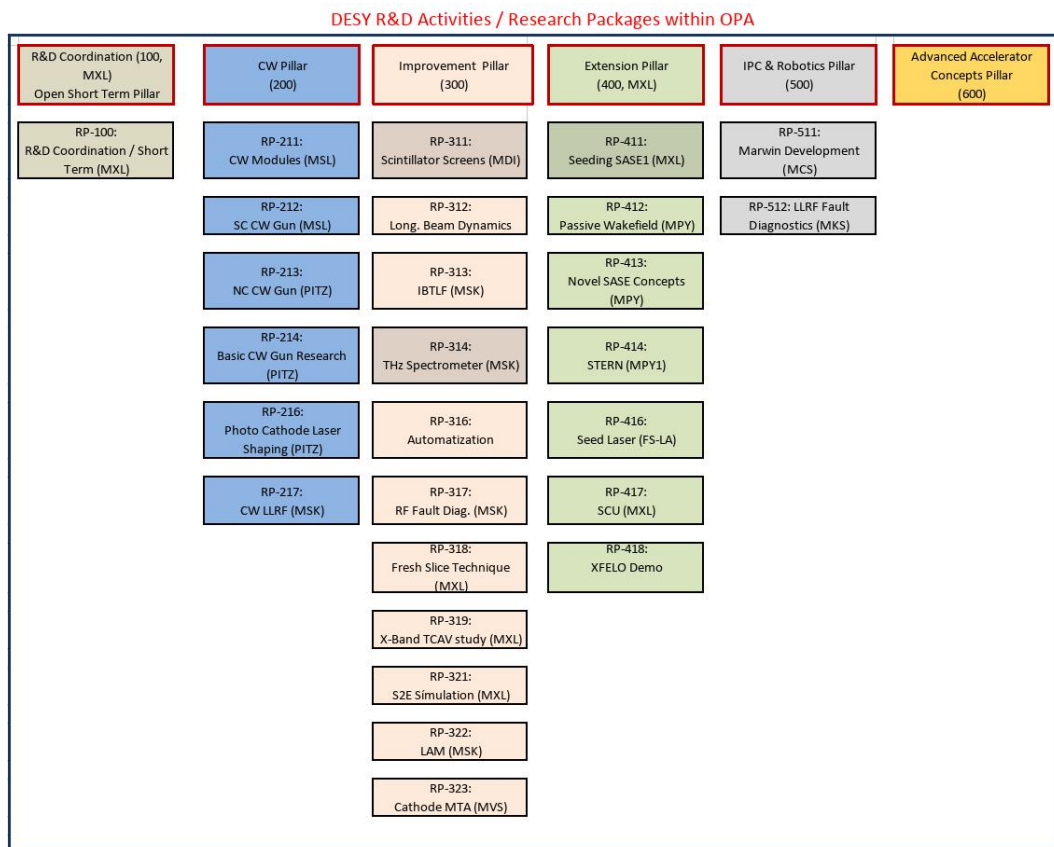 DESY R&D Activities / Research Packages within OPA
R&D Coordination (100,
MXL)
Open Short Term Pillar
RP-100:
R&D Coordination / Short
Term (MXL)
CW Pillar
(200)
RP-211:
CW Modules (MSL)
RP-212:
SC CW Gun (MSL)
RP-213:
NC CW Gun (PITZ)
RP-214:
Basic CW Gun Research
(PITZ)
RP-216:
Photo Cathode Laser
Shaping (PITZ)
RP-217:
CW LLRF (MSK)
Improvement Pillar
(300)
RP-311:
Scintillator Screens (MDI)
RP-312:
Long. Beam Dynamics
RP-313:
IBTLF (MSK)
RP-314:
THz Spectrometer (MSK)
RP-316:
Automatization
RP-317:
RF Fault Diag. (MSK)
RP-318:
Fresh Slice Technique
(MXL)
RP-319:
X-Band TCAV study (MXL)
RP-321:
S2E Símulation (MXL)
RP-322:
LAM (MSK)
RP-323:
Cathode MTA (MVS)
Extension Pillar
(400, MXL)
RP-411:
Seeding SASE1 (MXL)
RP-412:
Passive Wakefield (MPY)
RP-413:
Novel SASE Concepts
(MPY)
RP-414:
STERN (MPY1)
RP-416:
Seed Laser (FS-LA)
RP-417:
SCU (MXL)
RP-418:
XFELO Demo
IPC & Robotics Pillar
(500)
RP-511:
Marwin Development
(MCS)
RP-512: LLRF Fault
Diagnostics (MKS)
Advanced Accelerator
Concepts Pillar
(600)